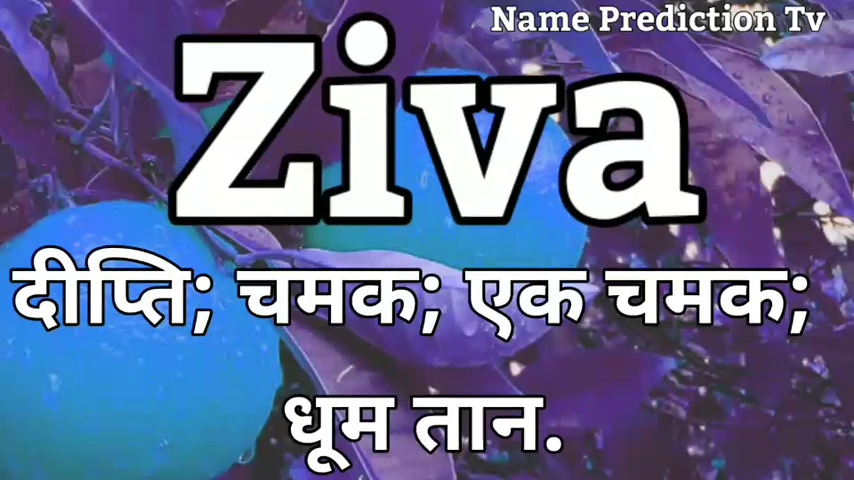 Name Prediction Tv
Ziva
दीप्ति; चमक; एक चमक;
धूम तान.